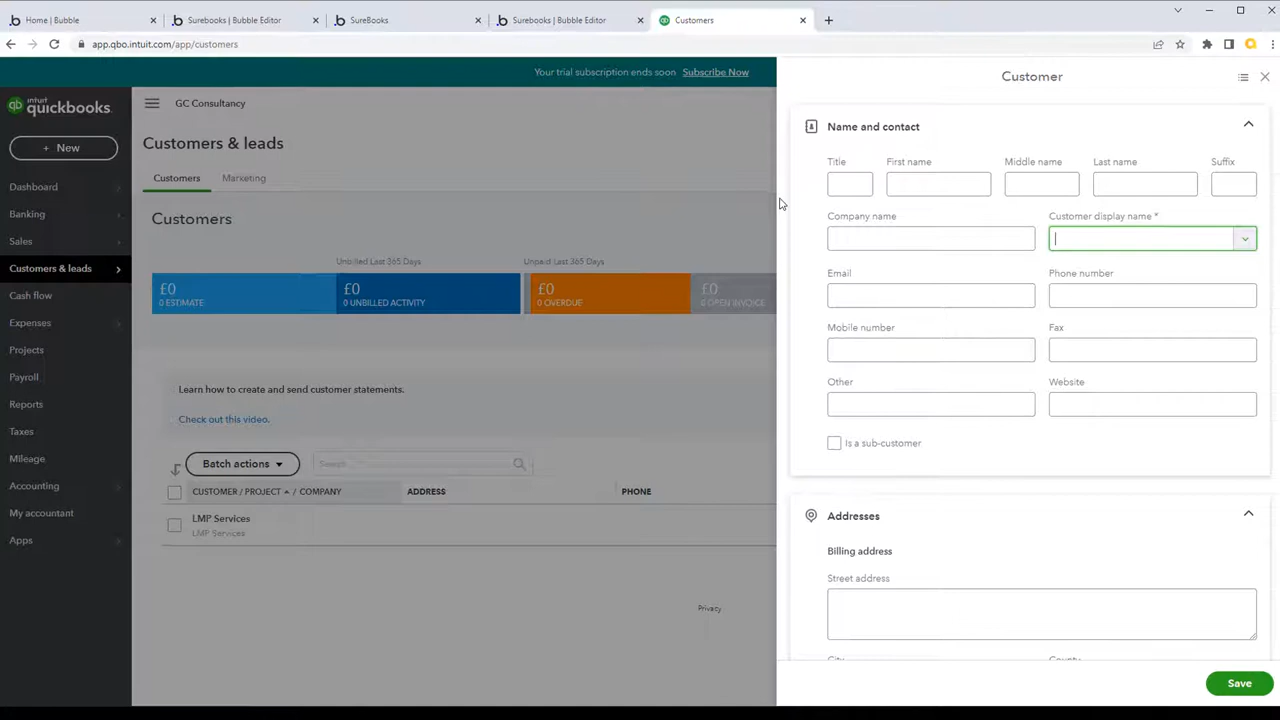 Home | Bubble
Surebooks | Bubble Editor
SureBooks
Surebooks | Bubble Editor
Customers
app.qbo.intuit.com/app/customers
Your trial subscription ends soon Subscribe Now
intuit
quickbooks.
GC Consultancy
+ New
Dashboard
Banking
Sales
Customers & leads
Cash flow
Expenses
Projects
Payroll
Reports
Taxes
Mileage
Accounting
My accountant
Apps
Customers & leads
Customers
Marketing
Customers
Unbilled Last 365 Days
Unpaid Last 365 Days
£0
0 ESTIMATE
£0
0 UNBILLED ACTIVITY
£0
0 OVERDUE
£0
0 OPEN INVOICE
Learn how to create and send customer statements.
Check out this video.
Batch actions
Search
CUSTOMER / PROJECT / COMPANY
ADDRESS
PHONE
LMP Services
LMP Services
Privacy
Customer
Name and contact
Title
First name
Middle name
Last name
Suffix
Company name
Customer display name *
Email
Phone number
Mobile number
Fax
Other
Website
Is a sub-customer
Addresses
Billing address
Street address
City
County
Save